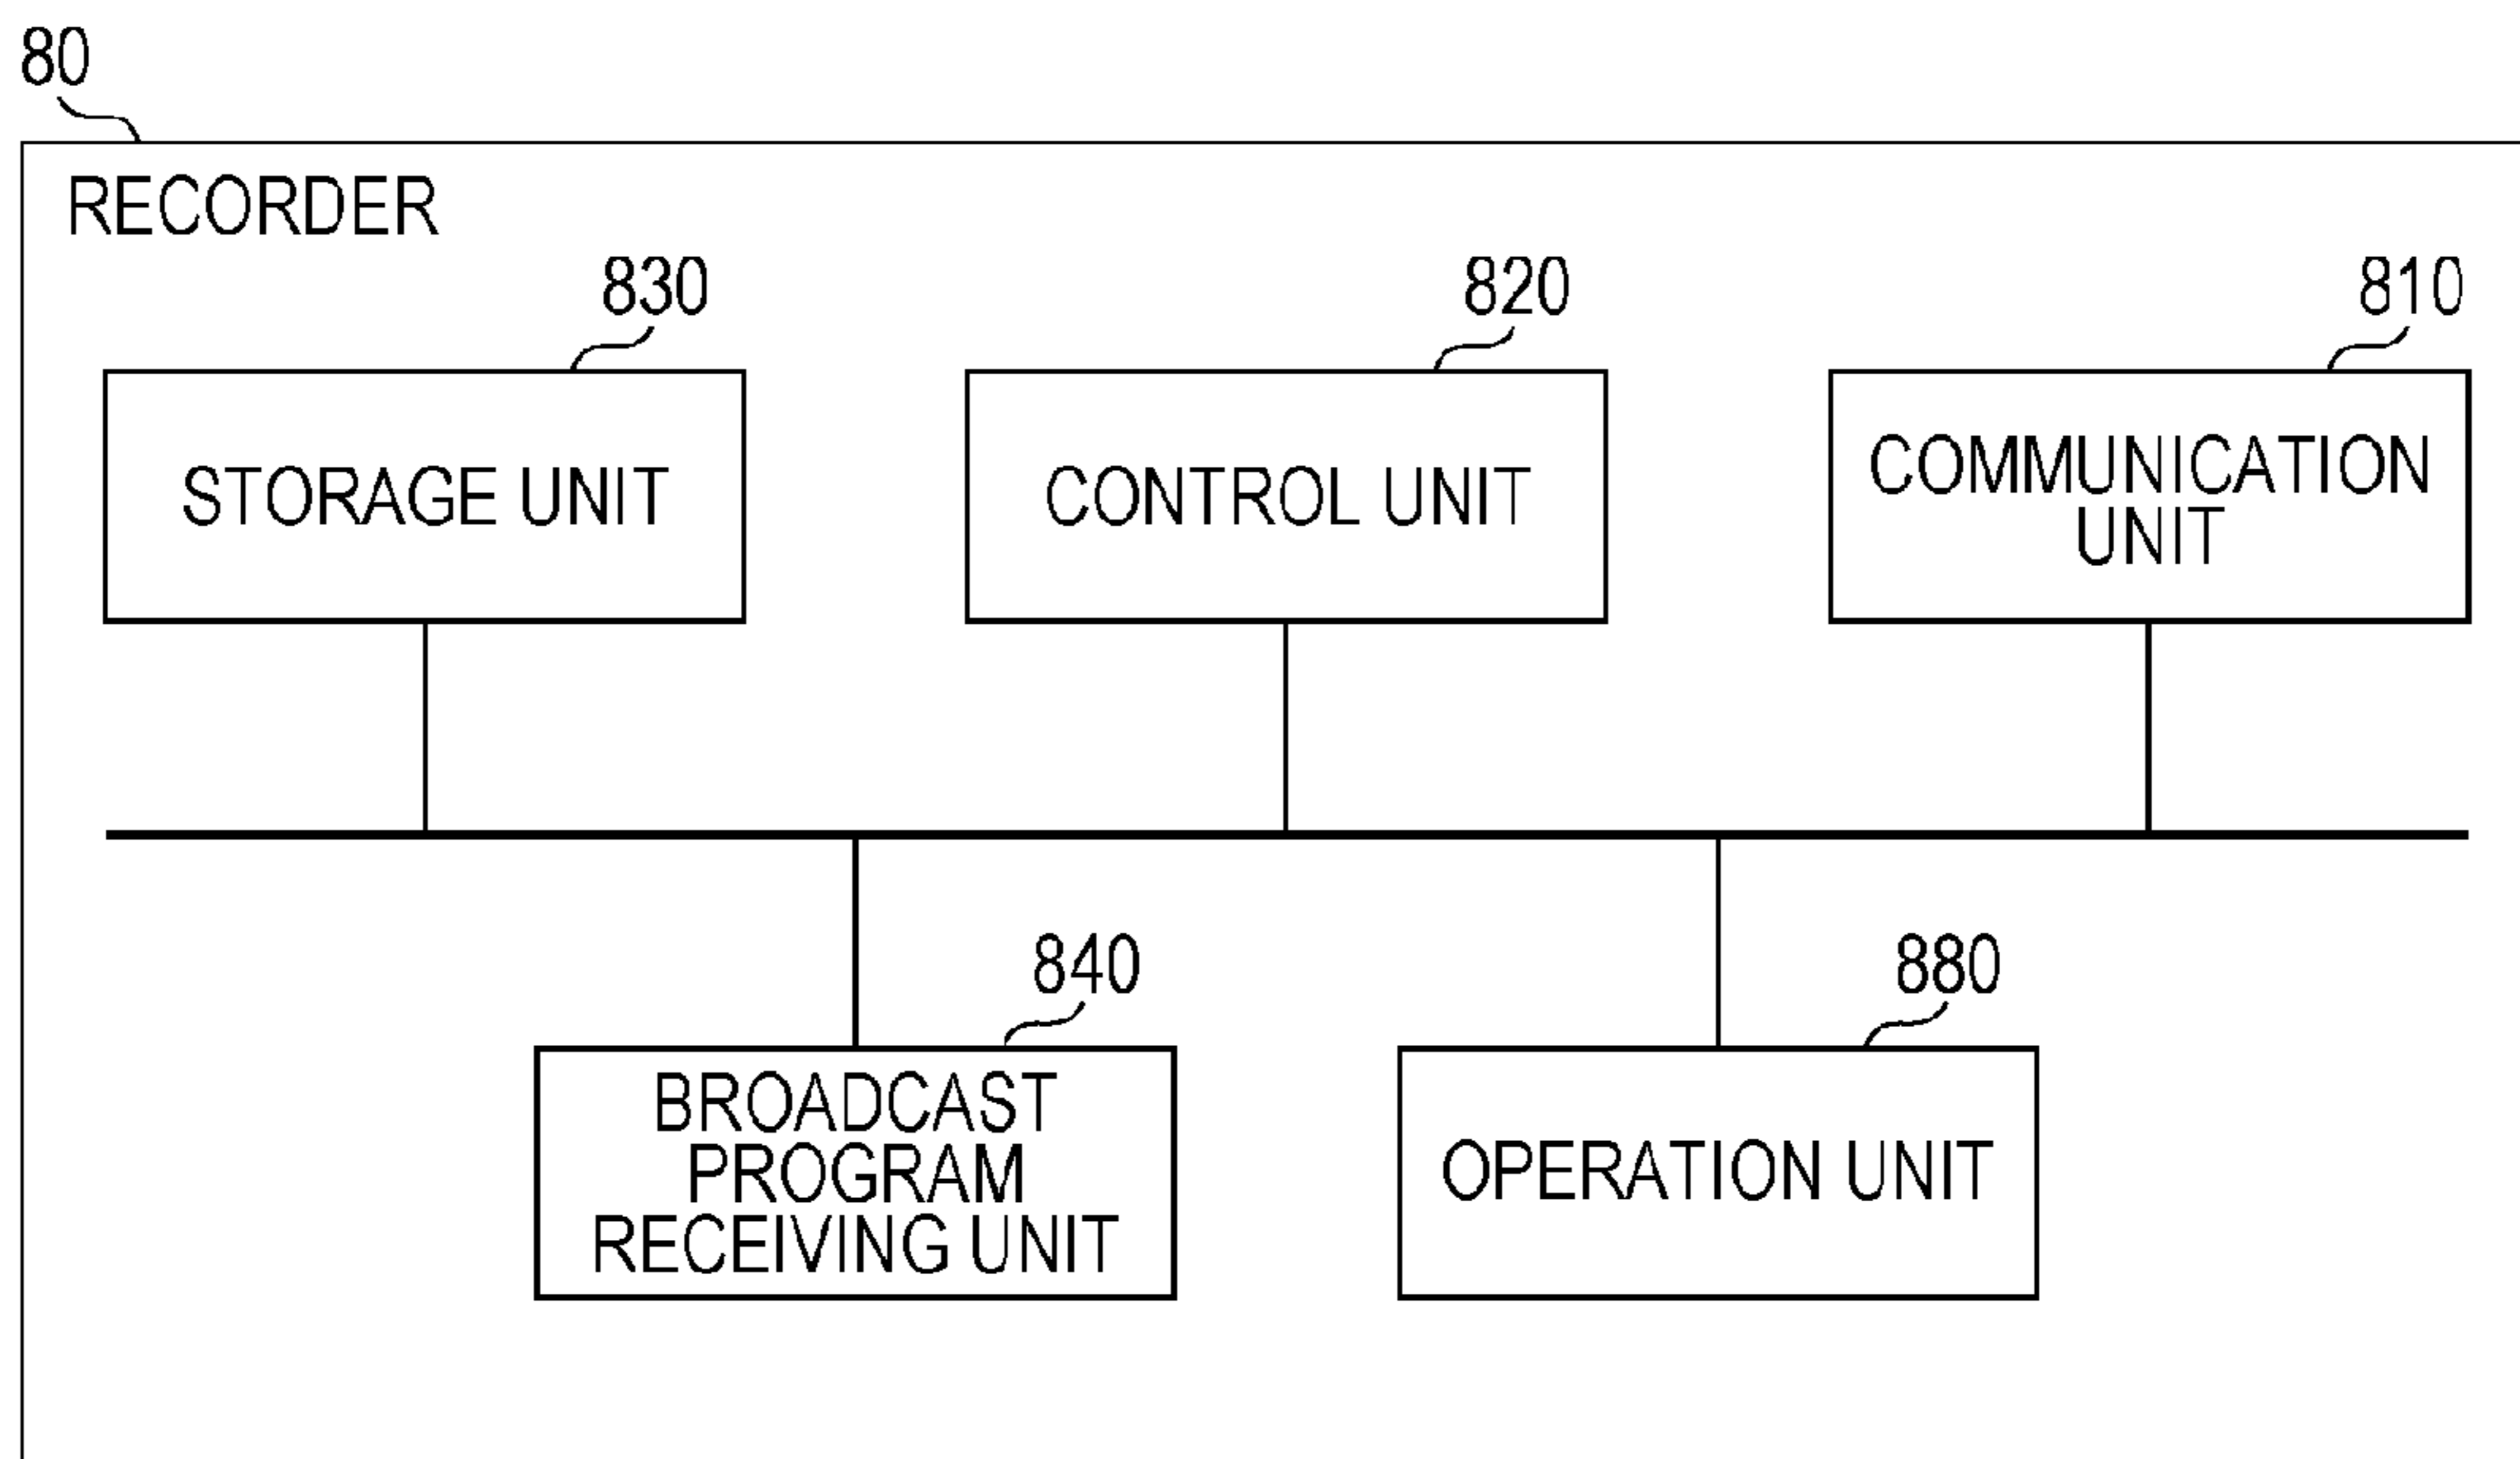 80
RECORDER
830
820
810
STORAGE UNIT
CONTROL UNIT
COMMUNICATION
UNIT
840
880
BROADCAST
PROGRAM
RECEIVING UNIT
OPERATION UNIT